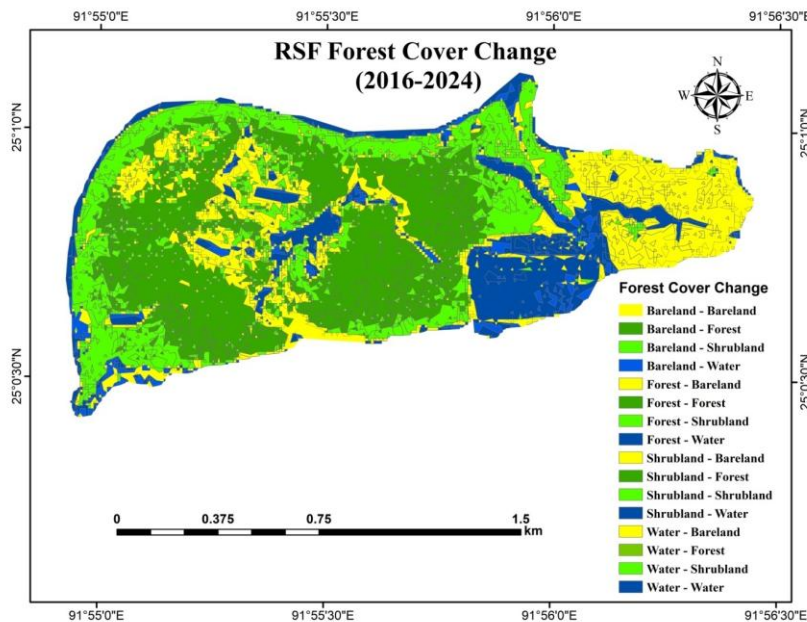 91°55'0"E
91°55'30"E
91°56'0"E
91°56'30"E
RSF Forest Cover Change
(2016-2024)
N
W
E
S
25°1'0"N
25°1'0"N
Forest Cover Change
Bareland - Bareland
Bareland - Forest
Bareland - Shrubland
Bareland - Water
Forest - Bareland
Forest - Forest
Forest - Shrubland
Forest - Water
Shrubland - Bareland
Shrubland - Forest
Shrubland - Shrubland
Shrubland - Water
Water - Bareland
Water - Forest
Water - Shrubland
Water - Water
25°0'30"N
25°0'30"N
0 0.375 0.75 1.5
km
91°55'0"E
91°55'30"E
91°56'0"E
91°56'30"E